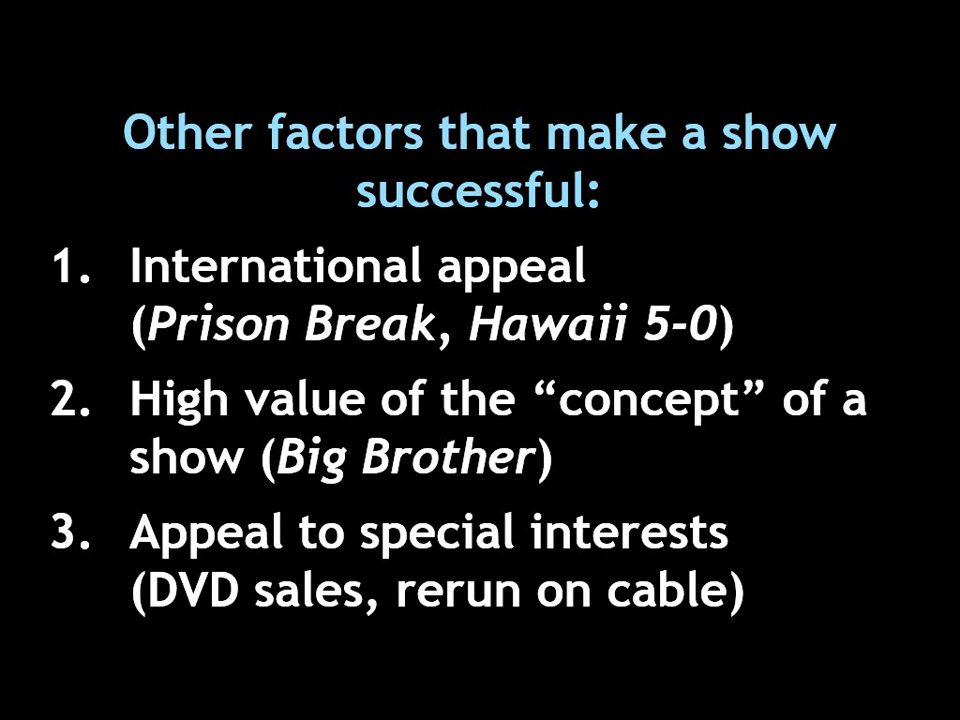 Other factors that make a show
successful:
1. International appeal
(Prison Break, Hawaii 5-0)
2. High value of the “concept” of a
show (Big Brother)
3. Appeal to special interests
(DVD sales, rerun on cable)